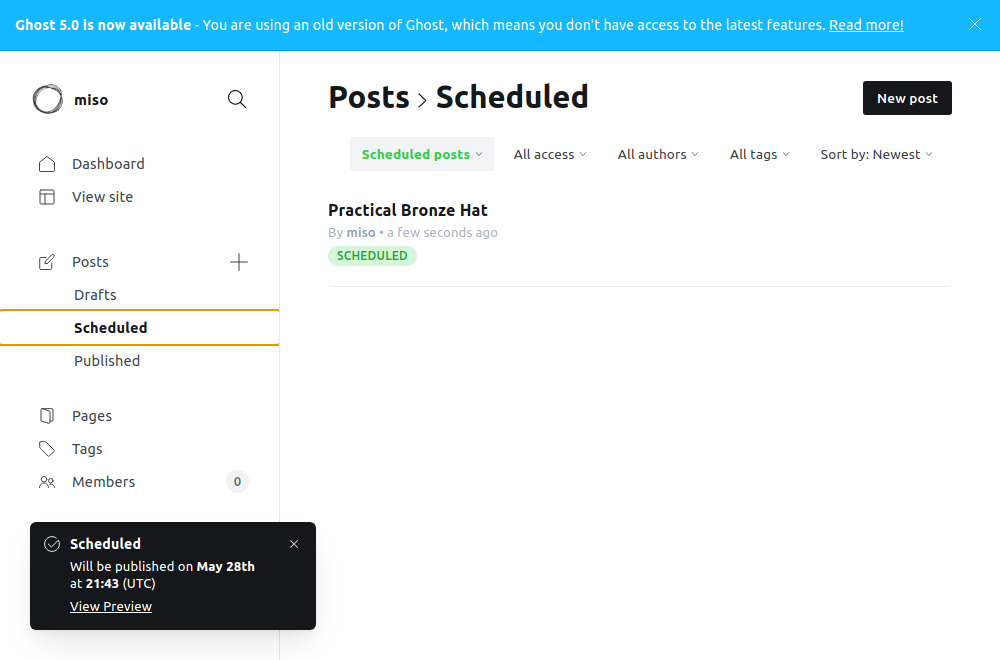 Ghost 5.0 is now available - You are using an old version of Ghost, which means you don't have access to the latest features. Read more!
miso
Dashboard
View site
Posts
Drafts
Scheduled
Published
Pages
Tags
Members 0
Posts › Scheduled
New post
Scheduled posts All access All authors All tags Sort by: Newest
Practical Bronze Hat
By miso • a few seconds ago
SCHEDULED
Scheduled
Will be published on May 28th
at 21:43 (UTC)
View Preview